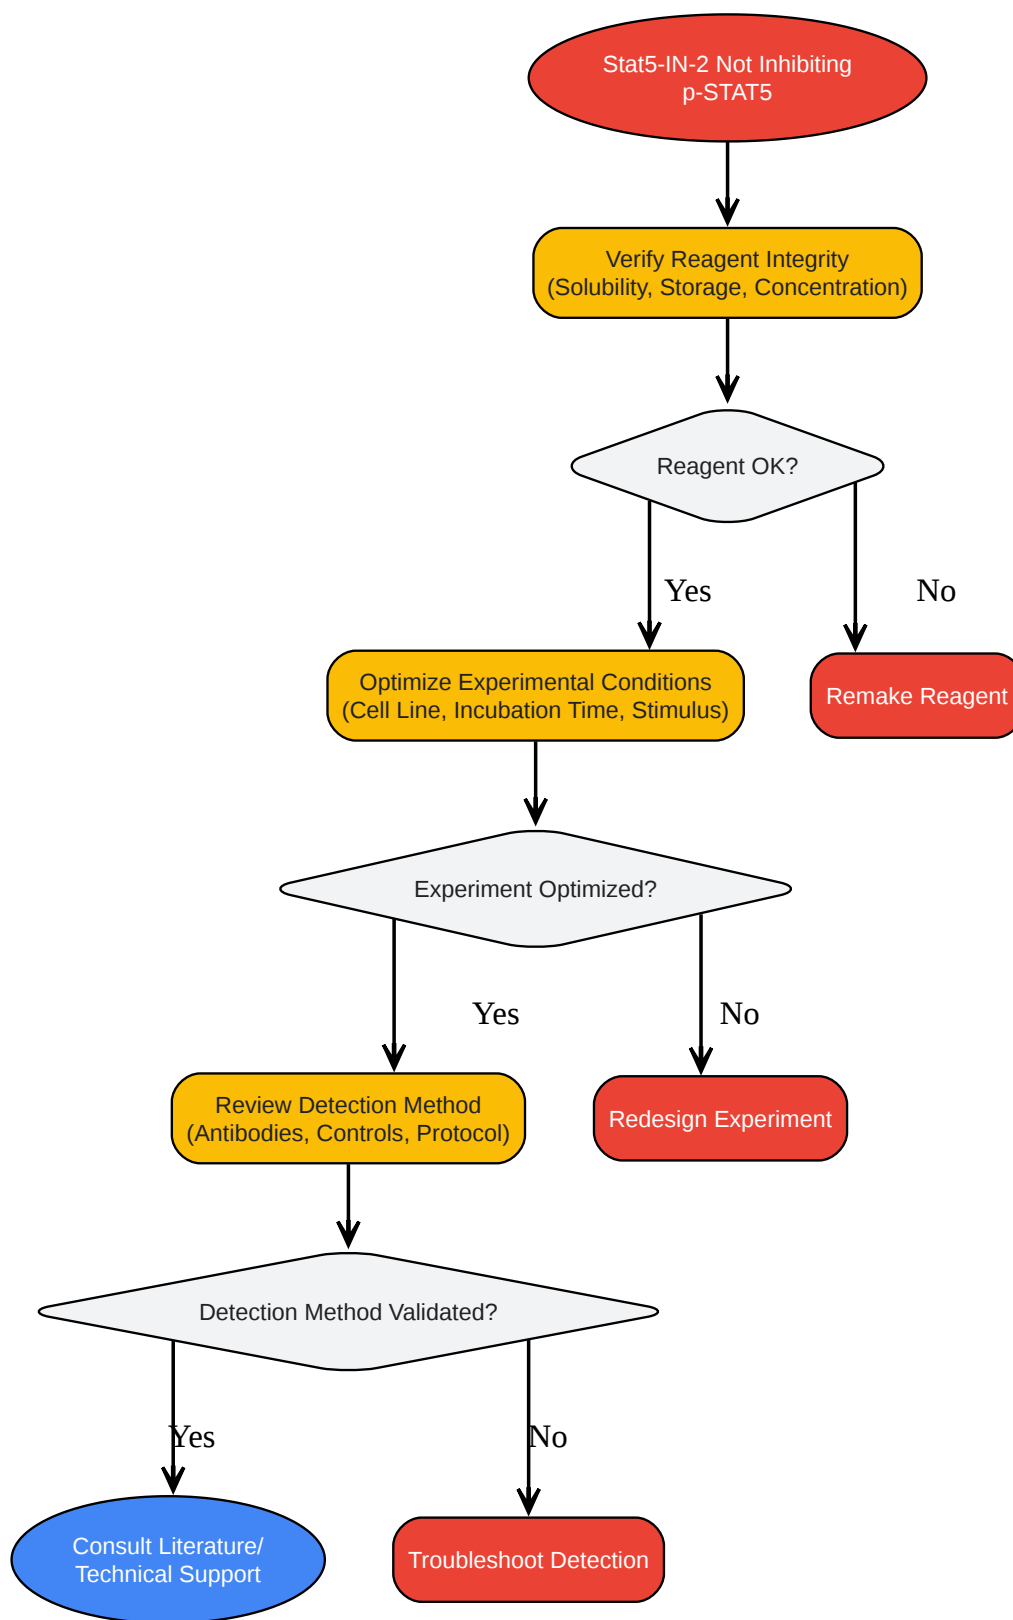 Stat5-IN-2 Not Inhibiting
p-STAT5
Verify Reagent Integrity
(Solubility, Storage, Concentration)
Reagent OK?
Yes
No
Optimize Experimental Conditions
(Cell Line, Incubation Time, Stimulus)
Remake Reagent
Experiment Optimized?
Yes
No
Review Detection Method
(Antibodies, Controls, Protocol)
Redesign Experiment
Detection Method Validated?
Yes
No
Consult Literature/
Technical Support
Troubleshoot Detection